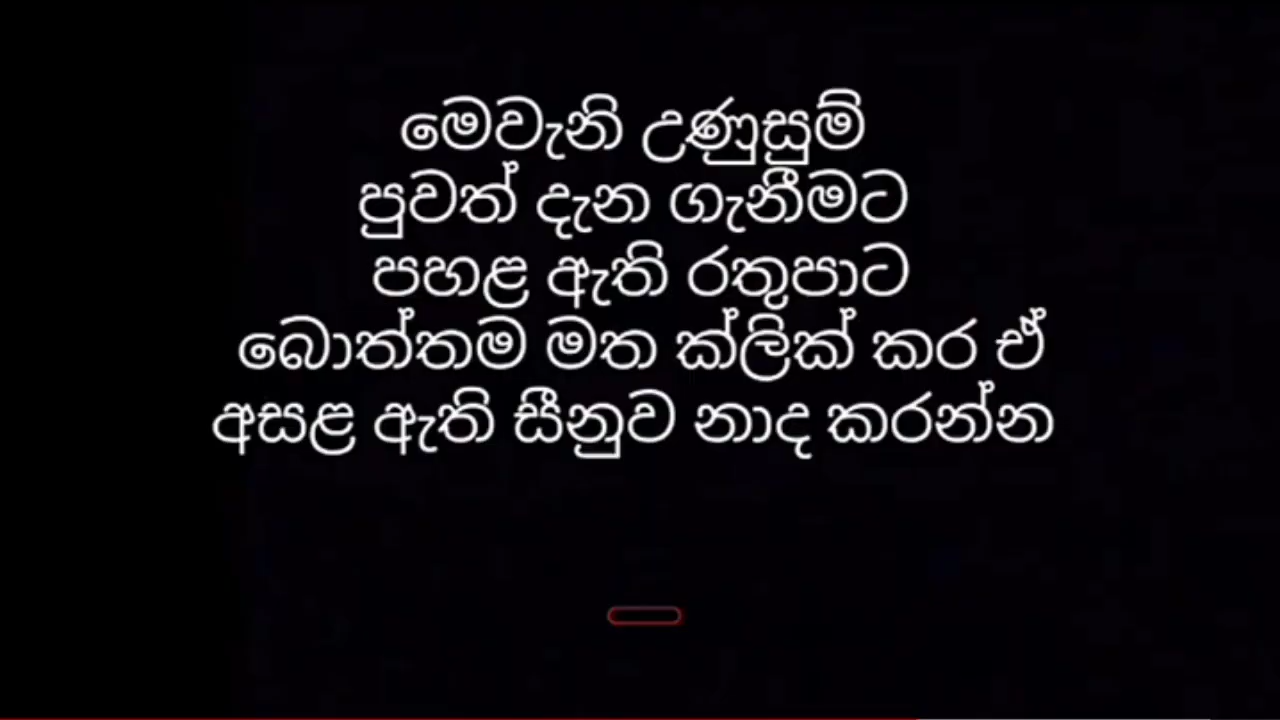 මෙවැනි උණුසුම්
පුවත් දැන ගැනීමට
පහළ ඇති රතුපාට
බොත්තම මත ක්ලික් කර ඒ
අසළ ඇති සීනුව නාද කරන්න